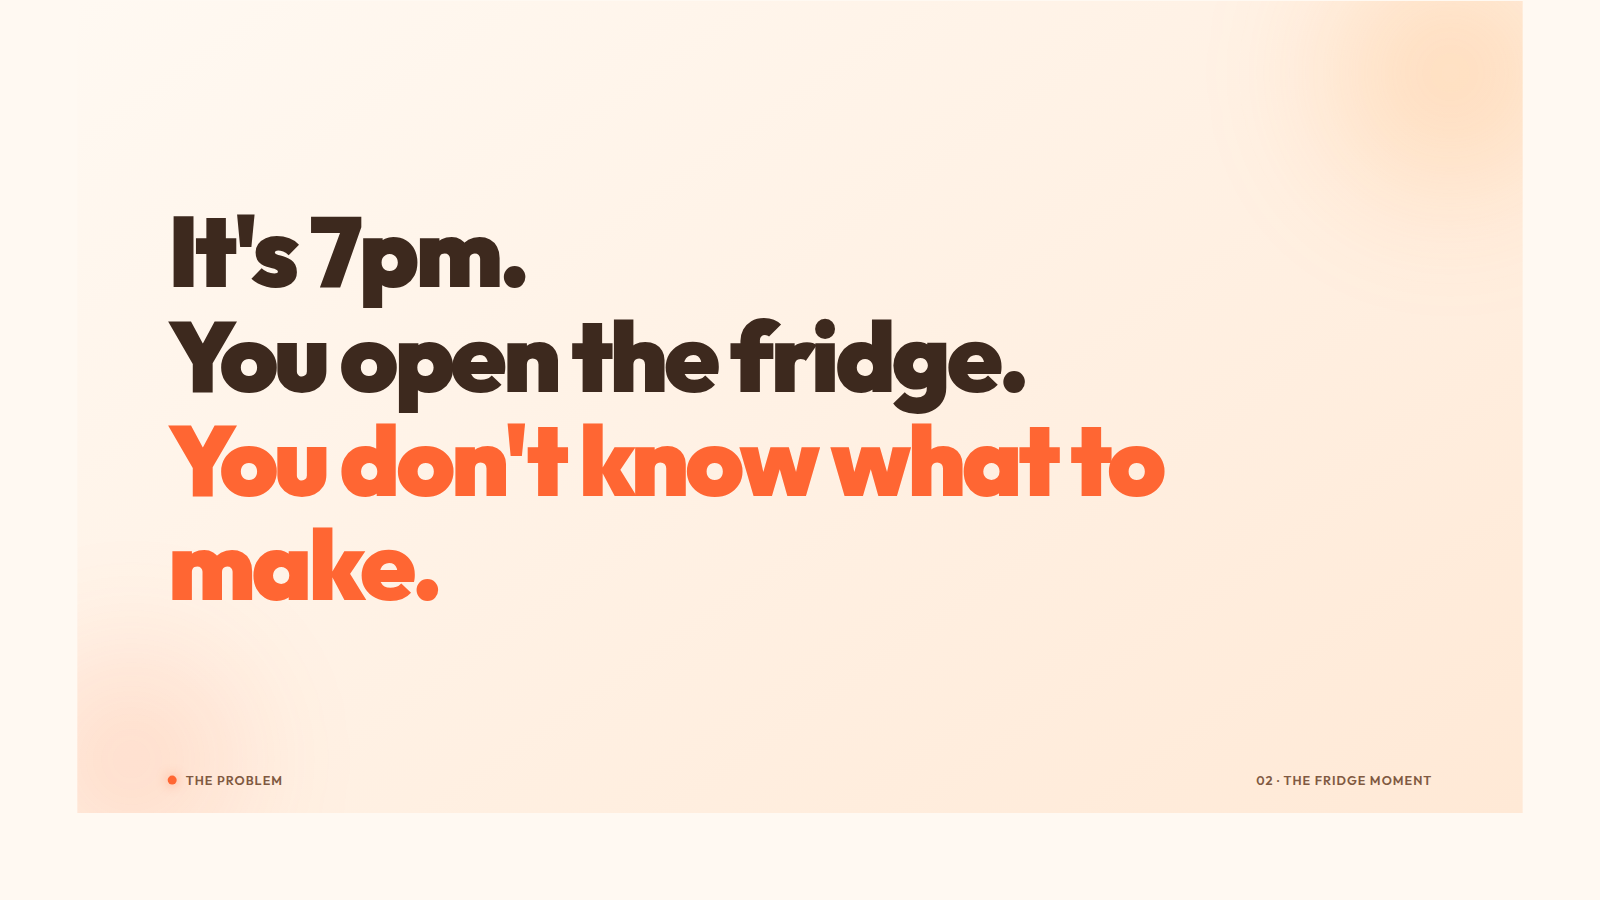 It's 7pm.
You open the fridge.
You don't know what to
make.
THE PROBLEM
02 · THE FRIDGE MOMENT